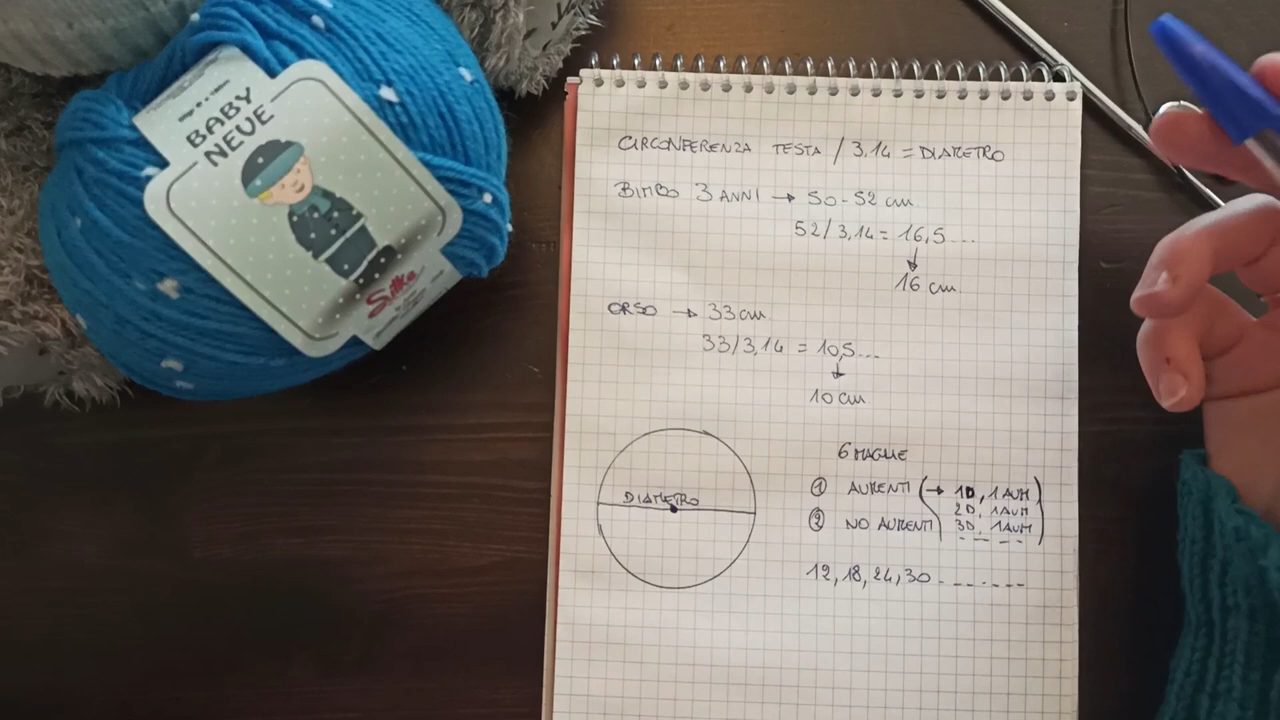 BABY
NEVE
Silke
CIRCONFERENZA TESTA / 3,14 = DIAMETRO
BIMBO 3 ANNI → 50-52 cm
52/3,14 = 16,5...
16 cm
ORSO → 33 cm
33/3,14 = 10,5...
10 cm
DIAMETRO
6 MAGLIE
① AUMENTI (→ 1D, 1 AUM)
2D, 1 AUM
② NO AUMENTI
3D, 1 AUM
12, 18, 24, 30 - - - - - - -